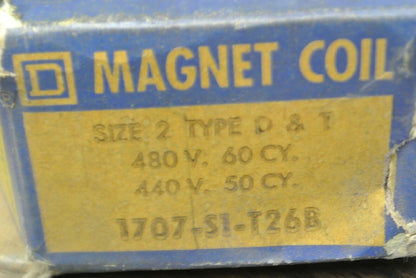 D MAGNET COIL
SIZE 2 TYPE D & T
480 V. 60 CY.
440 V. 50 CY.
1707-S1-T26B